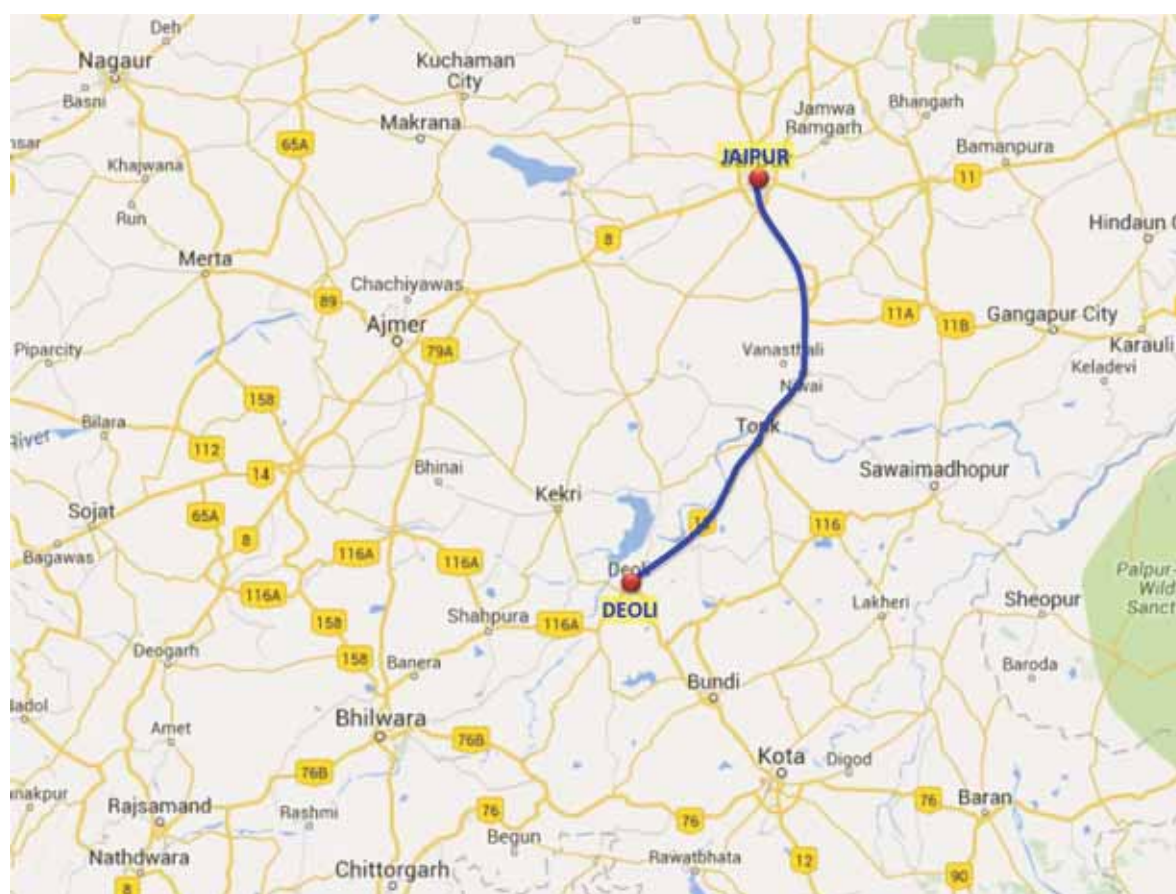 Deh
Nagaur
Basni
Kuchaman
City
Makrana
65A
Khajwana
Run
Jamwa
Ramgarh
Bhangarh
Bamanpura
JAIPUR
11
8
Merta
Chachiyawas
89
Ajmer
79A
11A
11B
Gangapur City
Karauli
Keladevi
Piparcity
Vanasthali
158
Bilara
River
112
14
Bhinai
Kekri
Sawaimadhopur
Sojat
65A
8
Bagawas
116A
116A
116A
116
DEOLI
Shahpura
116A
158
158
Lakheri
Sheopur
Baroda
Deogarh
Banera
Bundi
Amet
Bhilwara
76B
76B
Kota
Digod
Rajsamand
Rashmi
76
76
76
Baran
Begun
Nathdwara
8
Chittorgarh
Rawatbhata
12
90